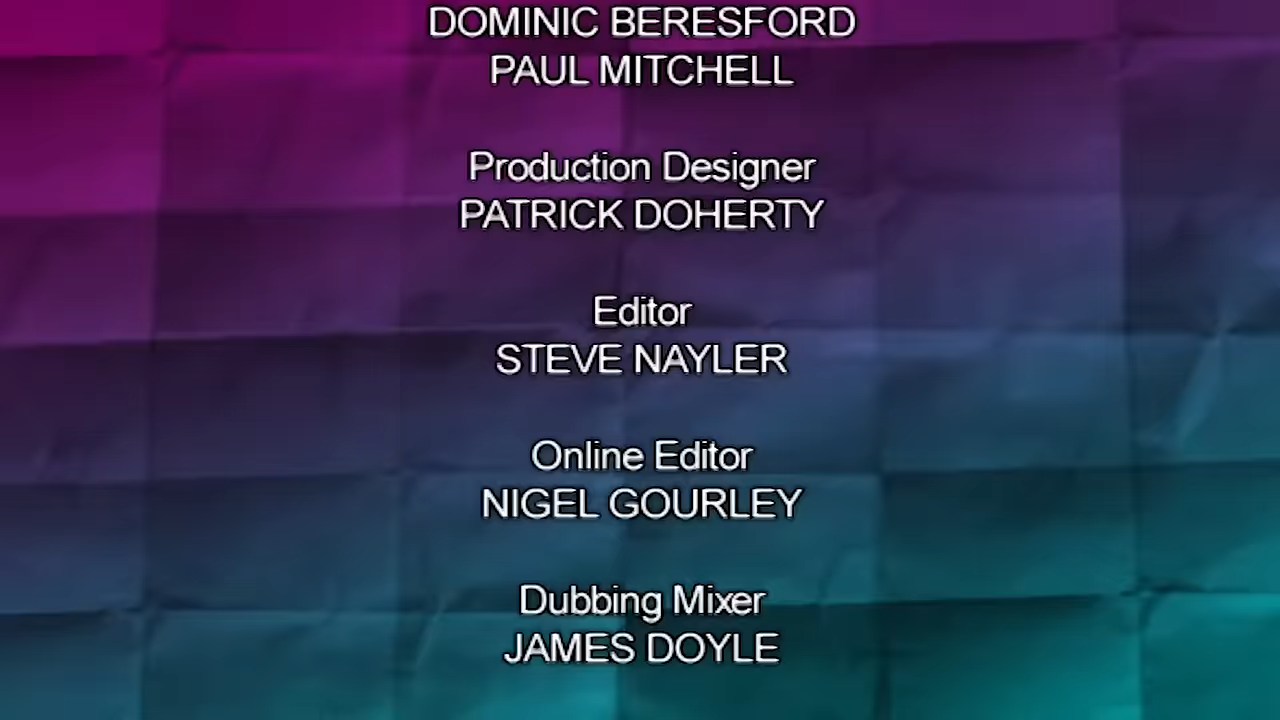 DOMINIC BERESFORD
PAUL MITCHELL
Production Designer
PATRICK DOHERTY
Editor
STEVE NAYLER
Online Editor
NIGEL GOURLEY
Dubbing Mixer
JAMES DOYLE